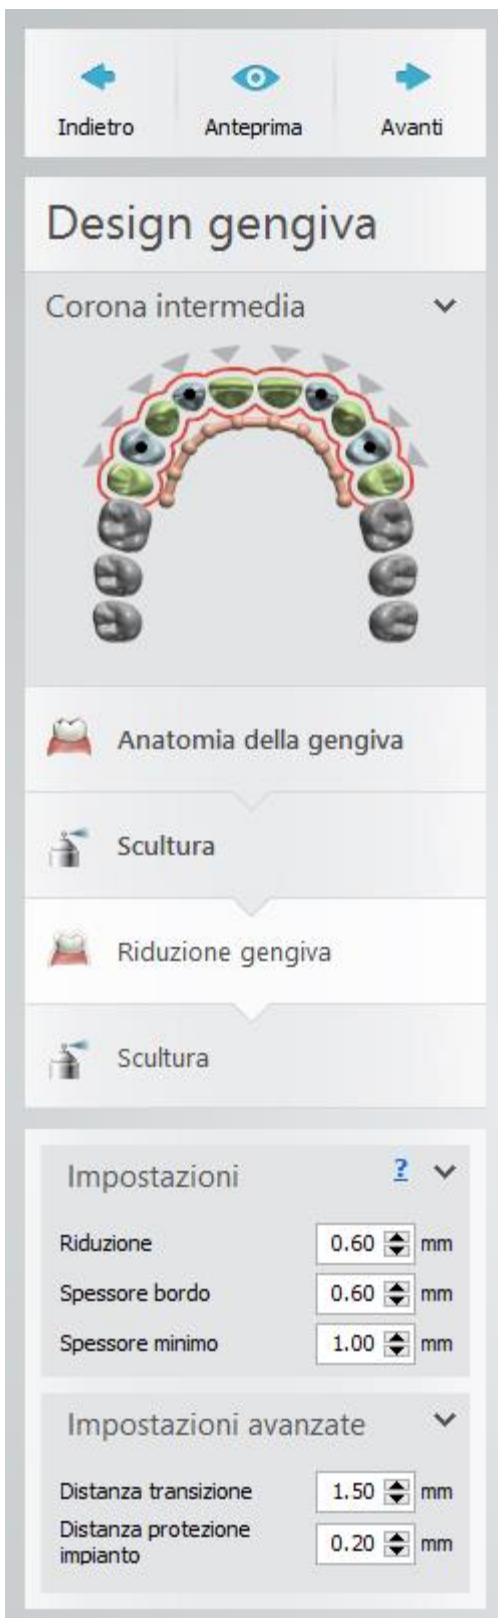 Indietro Anteprima Avanti
Design gengiva
Corona intermedia
Anatomia della gengiva
Scultura
Riduzione gengiva
Scultura
Impostazioni ?
Riduzione 0.60 mm
Spessore bordo 0.60 mm
Spessore minimo 1.00 mm
Impostazioni avanzate
Distanza transizione 1.50 mm
Distanza protezione
impianto 0.20 mm